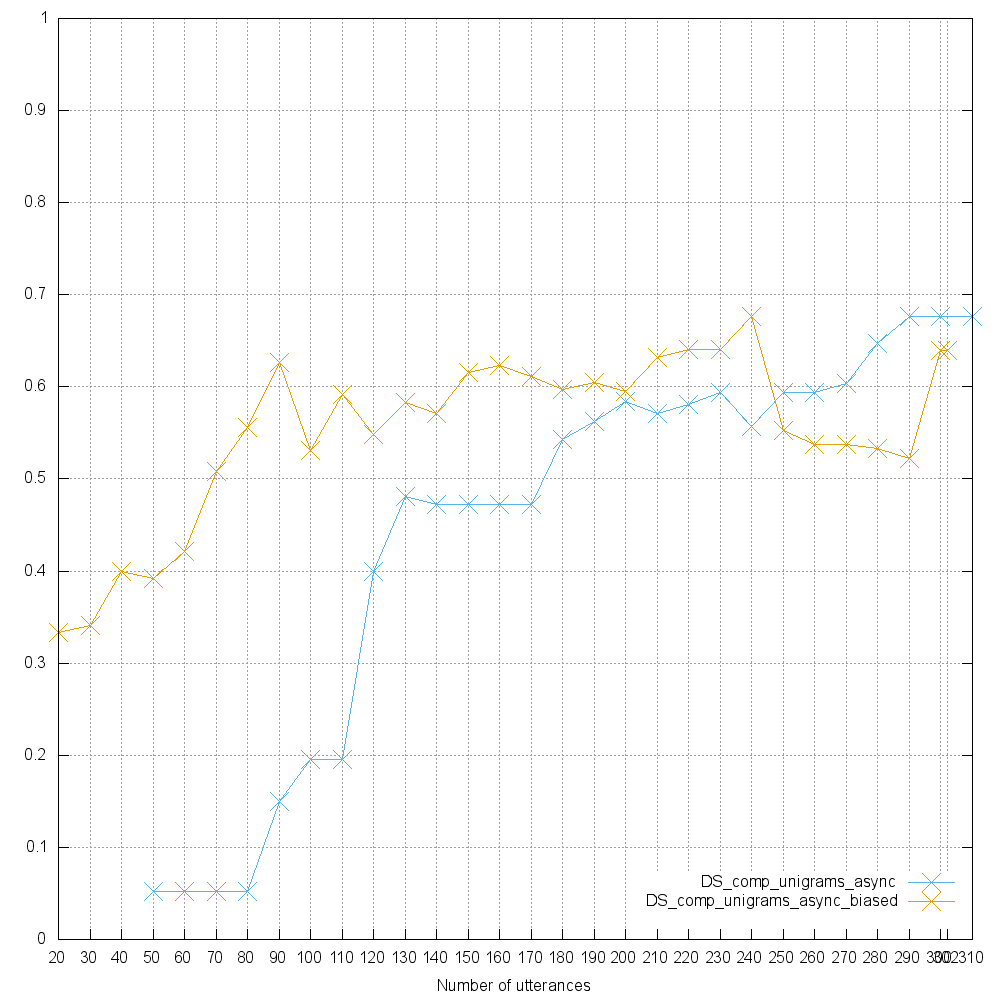 1
0.9
0.8
0.7
0.6
0.5
0.4
0.3
0.2
0.1
0
DS_comp_unigrams_async
DS_comp_unigrams_async_biased
20 30 40 50 60 70 80 90 100 110 120 130 140 150 160 170 180 190 200 210 220 230 240 250 260 270 280 290 300 302 310
Number of utterances